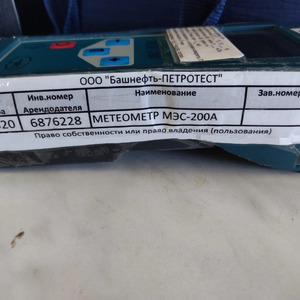 ООО "Башнефть-ПЕТРОТЕСТ"
Инв.номер Арендодателя
Наименование
Зав.номер
20 6876228 МЕТЕОМЕТР МЭС-200А
Право собственности или право владения (пользования)